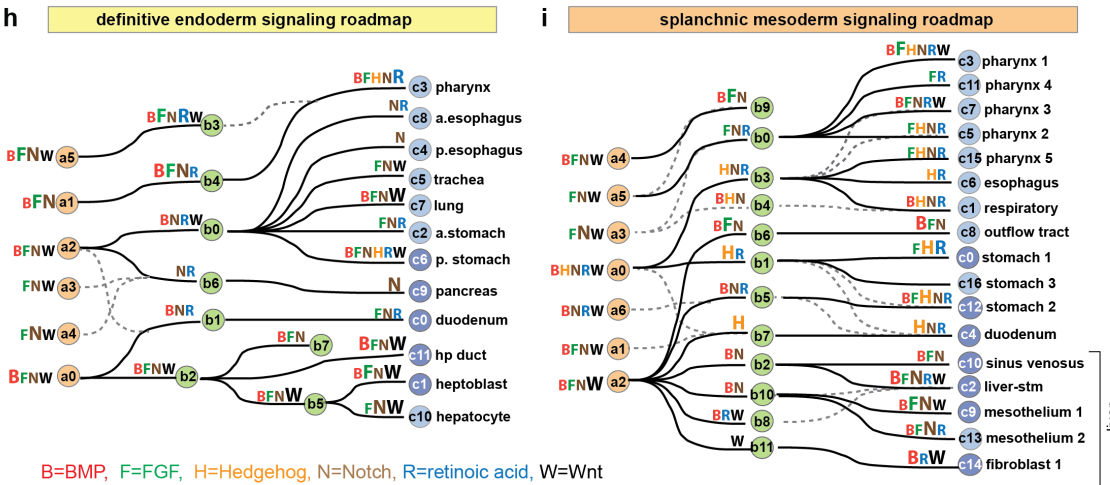 h
definitive endoderm signaling roadmap
BFHNR c3 pharynx
NR c8 a.esophagus
BFNRW b3
N c4 p.esophagus
BFNW a5
BFNR b4
FNW c5 trachea
BFN a1
BFNW c7 lung
BNRW b0
FNR c2 a.stomach
BFNW a2
BFNHRW c6 p. stomach
FNW a3
NR b6
N c9 pancreas
BNR b1
FNR c0 duodenum
FNW a4
BFN b7
BFNW c11 hp duct
BFNW a0
BFNW b2
BFNW c1 heptoblast
BFNW b5
FNW c10 hepatocyte
i
splanchnic mesoderm signaling roadmap
BFHNRW c3 pharynx 1
FR c11 pharynx 4
BFN b9
BFNRW c7 pharynx 3
FNR b0
FHNR c5 pharynx 2
BFNW a4
FHNR c15 pharynx 5
HNR b3
HR c6 esophagus
FNW a5
BHN b4
BHNR c1 respiratory
FNW a3
BFN b6
BFN c8 outflow tract
HR b1
FHR c0 stomach 1
BHNRW a0
c16 stomach 3
BNR b5
BFHNR c12 stomach 2
BNRW a6
H b7
HNR c4 duodenum
BFNW a1
BN b2
BFN c10 sinus venosus
BFNW a2
BN b10
BFNRW c2 liver-stm
BFNW c9 mesothelium 1
BRW b8
BFNR c13 mesothelium 2
W b11
BRW c14 fibroblast 1
B=BMP, F=FGF, H=Hedgehog, N=Notch, R=retinoic acid, W=Wnt